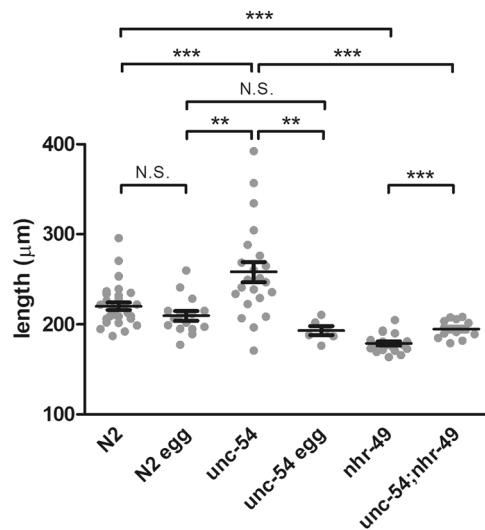 ***
*** ***
N.S.
** **
N.S.
***
400
300
200
100
length (μm)
N2
N2 egg
unc-54
unc-54 egg
nhr-49
unc-54;nhr-49